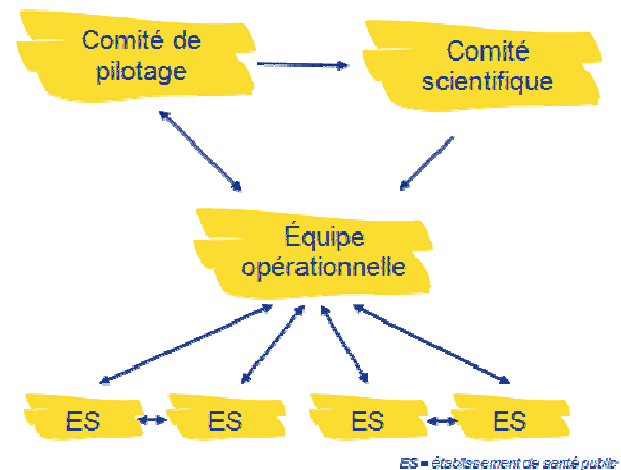 Comité de
pilotage
Comité
scientifique
Équipe
opérationnelle
ES
ES
ES
ES
ES = établissement de santé public